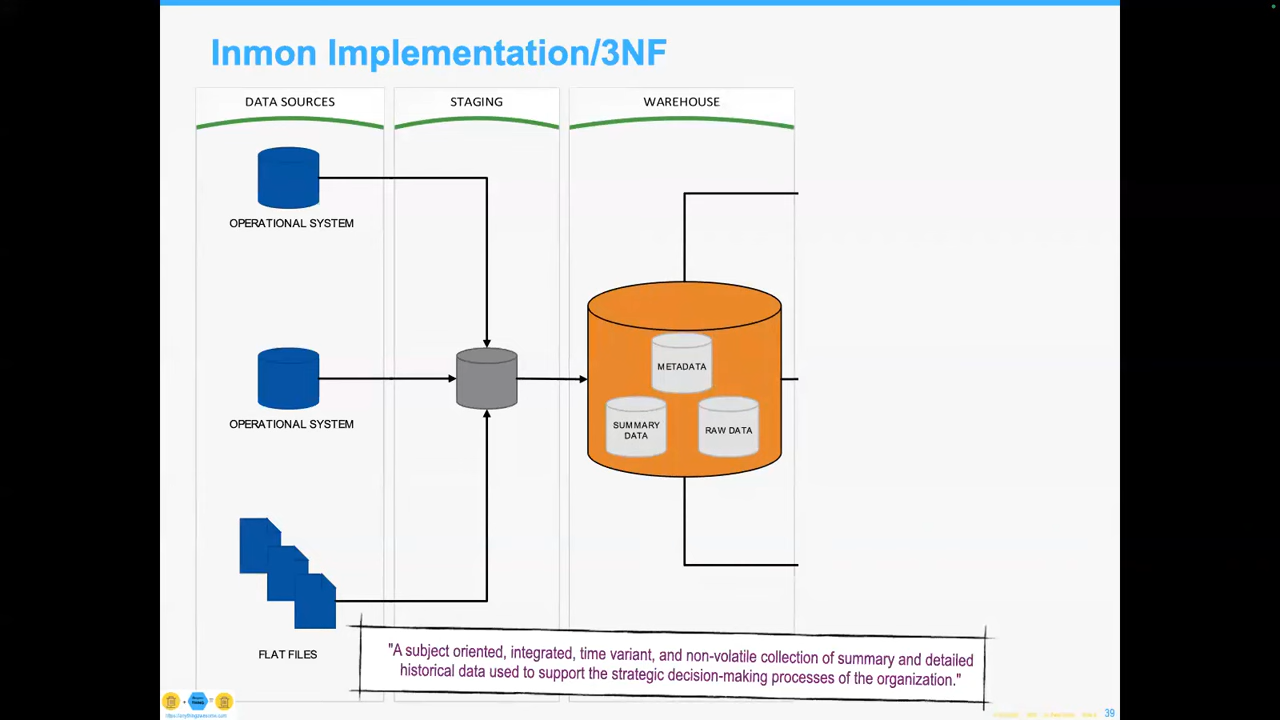 Inmon Implementation/3NF
DATA SOURCES
STAGING
WAREHOUSE
OPERATIONAL SYSTEM
OPERATIONAL SYSTEM
FLAT FILES
METADATA
SUMMARY
DATA
RAW DATA
"A subject oriented, integrated, time variant, and non-volatile collection of summary and detailed
historical data used to support the strategic decision-making processes of the organization."
39